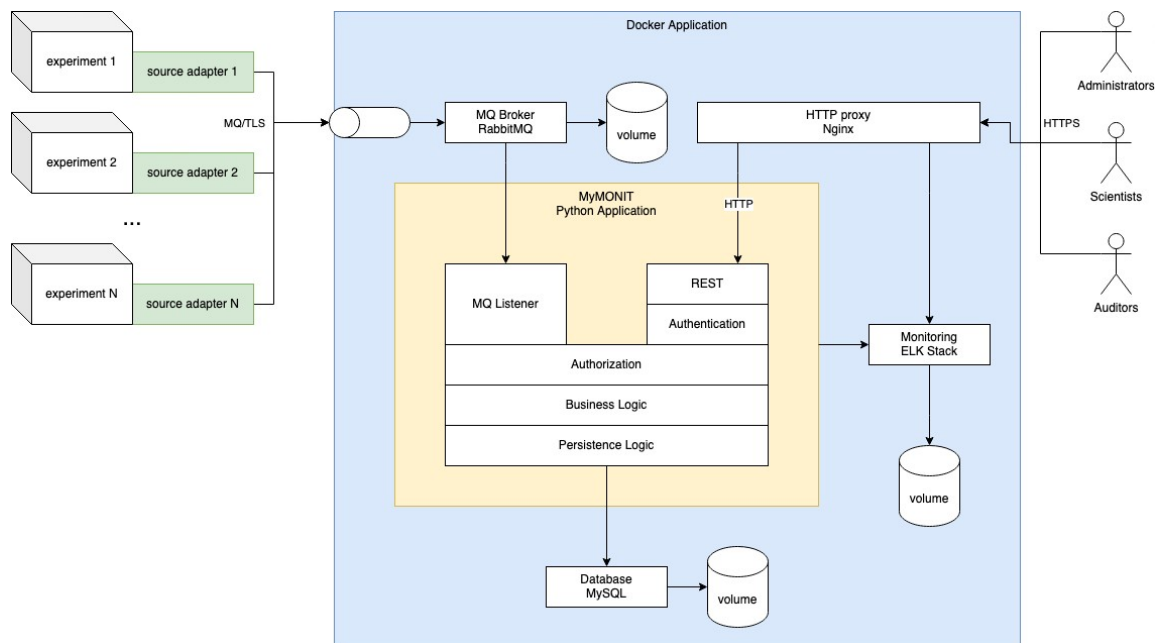 Docker Application
experiment 1
source adapter 1
MQ/TLS
experiment 2
source adapter 2
...
experiment N
source adapter N
MQ Broker
RabbitMQ
volume
HTTP proxy
Nginx
HTTPS
Administrators
Scientists
Auditors
MyMONIT
Python Application
HTTP
MQ Listener
REST
Authentication
Authorization
Business Logic
Persistence Logic
Monitoring
ELK Stack
volume
Database
MySQL
volume